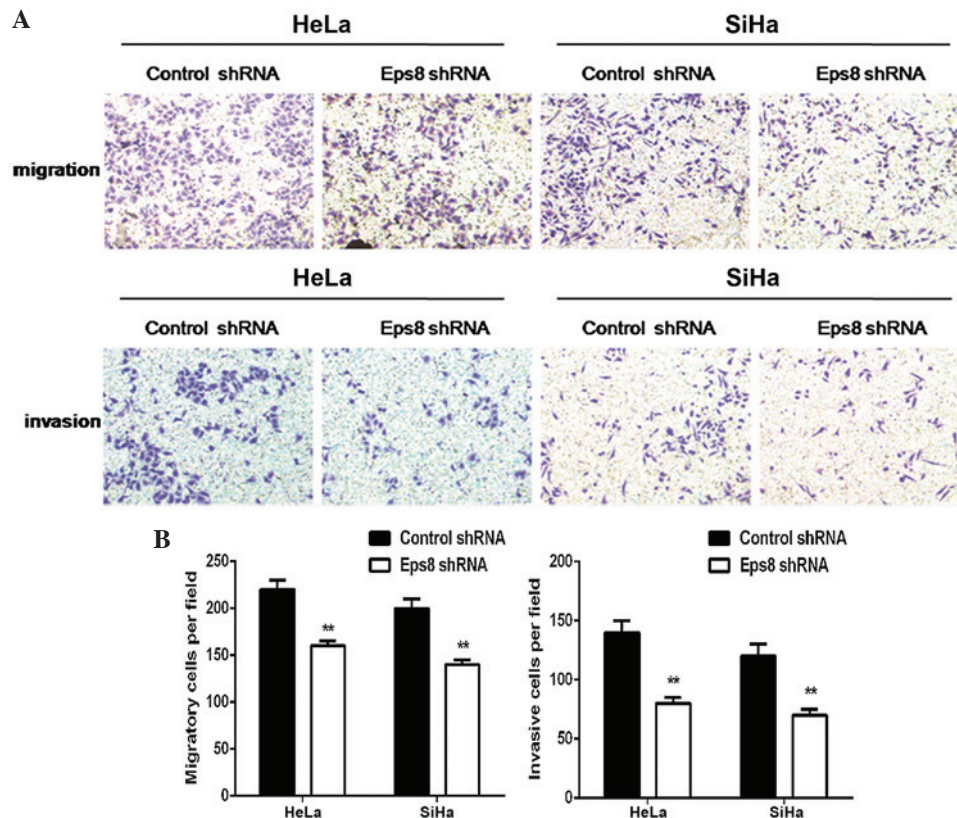 A
HeLa SiHa
Control shRNA Eps8 shRNA Control shRNA Eps8 shRNA
migration
HeLa SiHa
Control shRNA Eps8 shRNA Control shRNA Eps8 shRNA
invasion
B
Control shRNA
Eps8 shRNA
Migratory cells per field
250
200
150
100
50
0
**
**
HeLa SiHa
Control shRNA
Eps8 shRNA
Invasive cells per field
200
150
100
50
0
**
**
HeLa SiHa